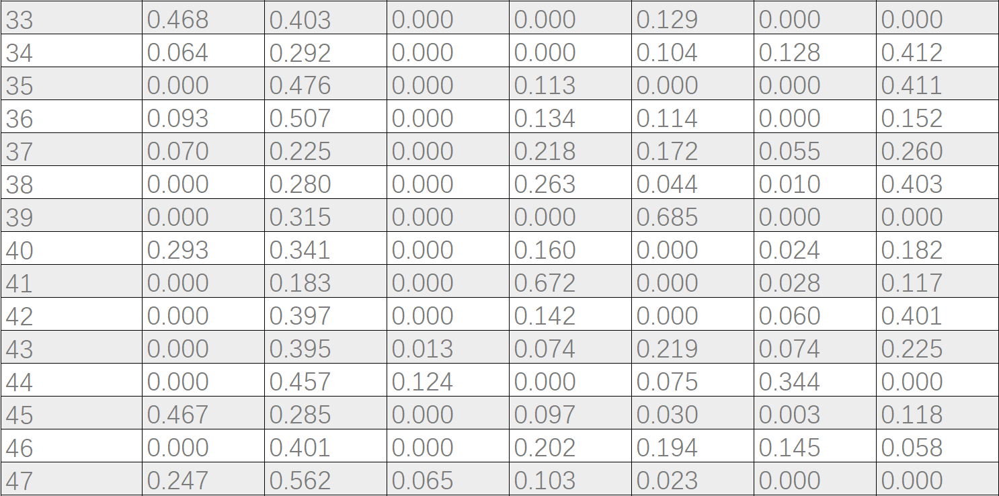 33 0.468 0.403 0.000 0.000 0.129 0.000 0.000
34 0.064 0.292 0.000 0.000 0.104 0.128 0.412
35 0.000 0.476 0.000 0.113 0.000 0.000 0.411
36 0.093 0.507 0.000 0.134 0.114 0.000 0.152
37 0.070 0.225 0.000 0.218 0.172 0.055 0.260
38 0.000 0.280 0.000 0.263 0.044 0.010 0.403
39 0.000 0.315 0.000 0.000 0.685 0.000 0.000
40 0.293 0.341 0.000 0.160 0.000 0.024 0.182
41 0.000 0.183 0.000 0.672 0.000 0.028 0.117
42 0.000 0.397 0.000 0.142 0.000 0.060 0.401
43 0.000 0.395 0.013 0.074 0.219 0.074 0.225
44 0.000 0.457 0.124 0.000 0.075 0.344 0.000
45 0.467 0.285 0.000 0.097 0.030 0.003 0.118
46 0.000 0.401 0.000 0.202 0.194 0.145 0.058
47 0.247 0.562 0.065 0.103 0.023 0.000 0.000